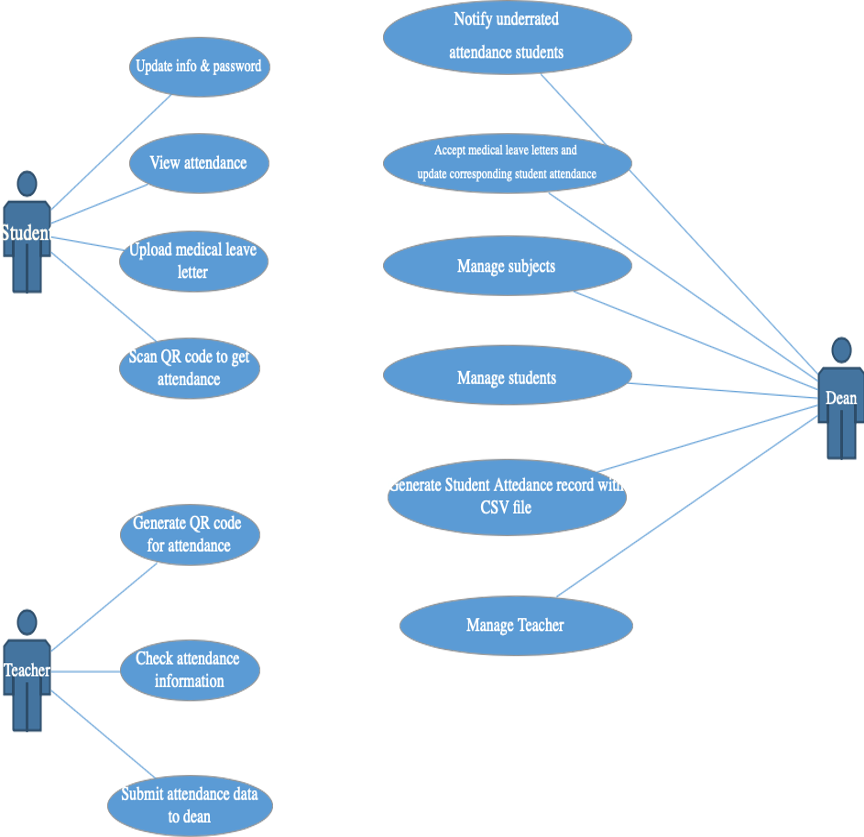 Notify underrated
attendance students
Update info & password
Accept medical leave letters and
update corresponding student attendance
View attendance
Student
Upload medical leave
letter
Manage subjects
Scan QR code to get
attendance
Manage students
Dean
Generate Student Attedance record with
CSV file
Generate QR code
for attendance
Manage Teacher
Teacher
Check attendance
information
Submit attendance data
to dean